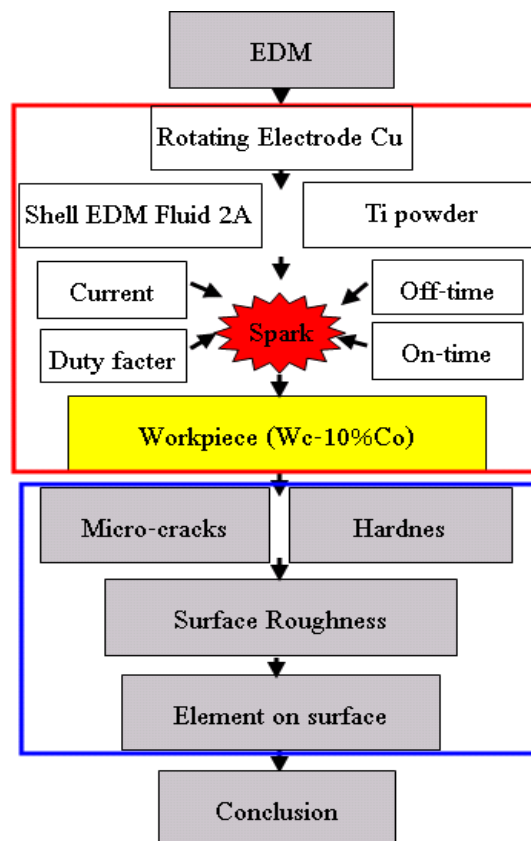 EDM
Rotating Electrode Cu
Shell EDM Fluid 2A
Ti powder
Current
Off-time
Spark
Duty facter
On-time
Workpiece (Wc-10%Co)
Micro-cracks
Hardnes
Surface Roughness
Element on surface
Conclusion